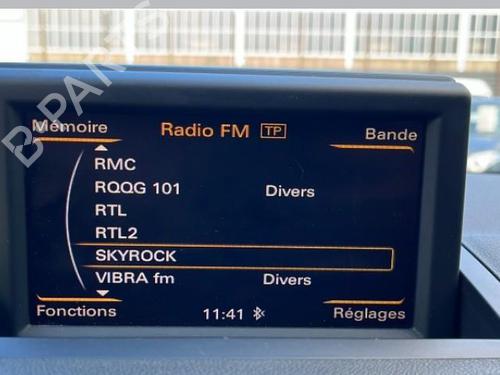 B-PARTS
Mémoire
Radio FM TP
Bande
RMC
RQQG 101 Divers
RTL
RTL2
SKYROCK
VIBRA fm Divers
Fonctions
11:41
Réglages